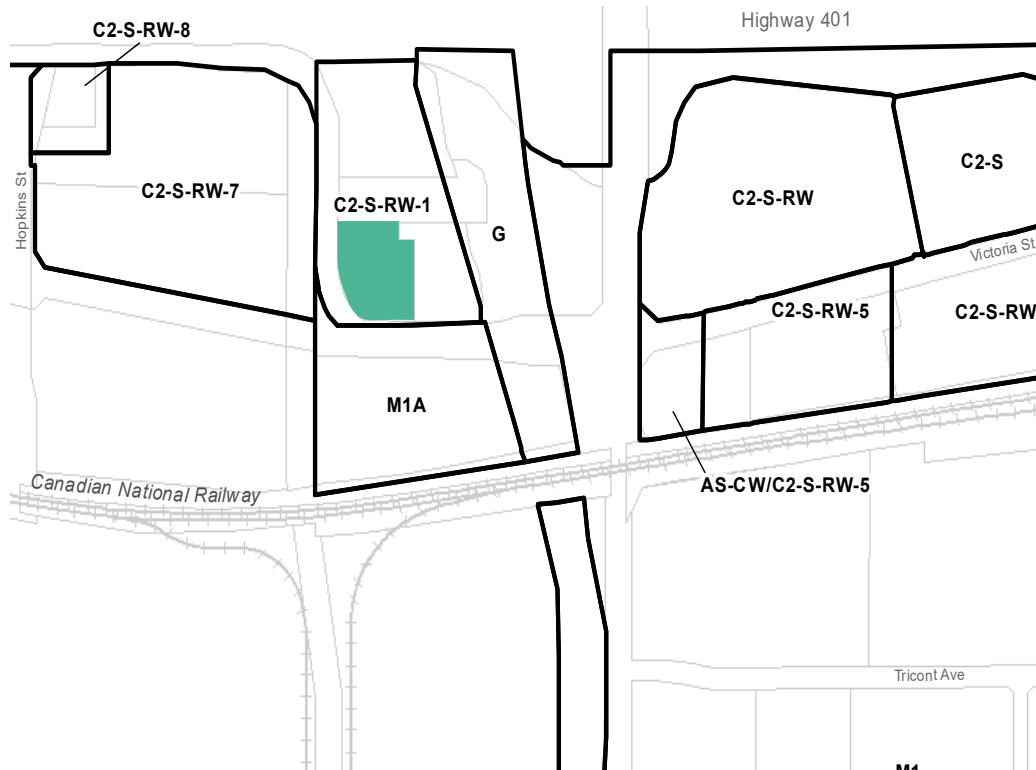 Highway 401
C2-S-RW-8
C2-S
C2-S-RW-7
C2-S-RW
C2-S-RW-1
Hopkins St
G
Victoria St
C2-S-RW-5
C2-S-RW
M1A
AS-CW/C2-S-RW-5
Canadian National Railway
Tricont Ave
M1